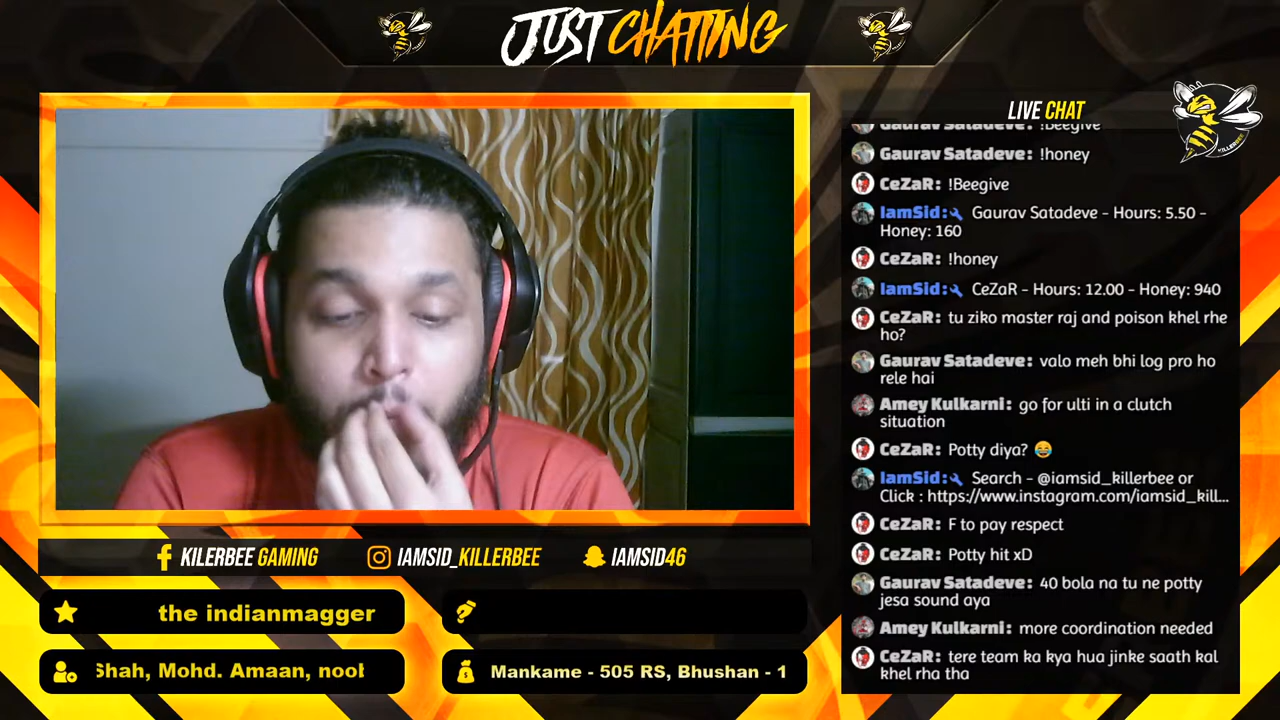 JUST CHATTING
LIVE CHAT
Gaurav Satadeve: !beegive
Gaurav Satadeve: !honey
CeZaR: !Beegive
IamSid: Gaurav Satadeve - Hours: 5.50 -
Honey: 160
CeZaR: !honey
IamSid: CeZaR - Hours: 12.00 - Honey: 940
CeZaR: tu ziko master raj and poison khel rhe
ho?
Gaurav Satadeve: valo meh bhi log pro ho
rele hai
Amey Kulkarni: go for ulti in a clutch
situation
CeZaR: Potty diya? 😂
IamSid: Search - @iamsid_killerbee or
Click : https://www.instagram.com/iamsid_kill...
CeZaR: F to pay respect
CeZaR: Potty hit xD
Gaurav Satadeve: 40 bola na tu ne potty
jesa sound aya
Amey Kulkarni: more coordination needed
CeZaR: tere team ka kya hua jinke saath kal
khel rha tha
KILERBEE GAMING
IAMSID_KILLERBEE
IAMSID46
the indianmagger
Shah, Mohd. Amaan, noob
Mankame - 505 RS, Bhushan - 1
KILLERBEE